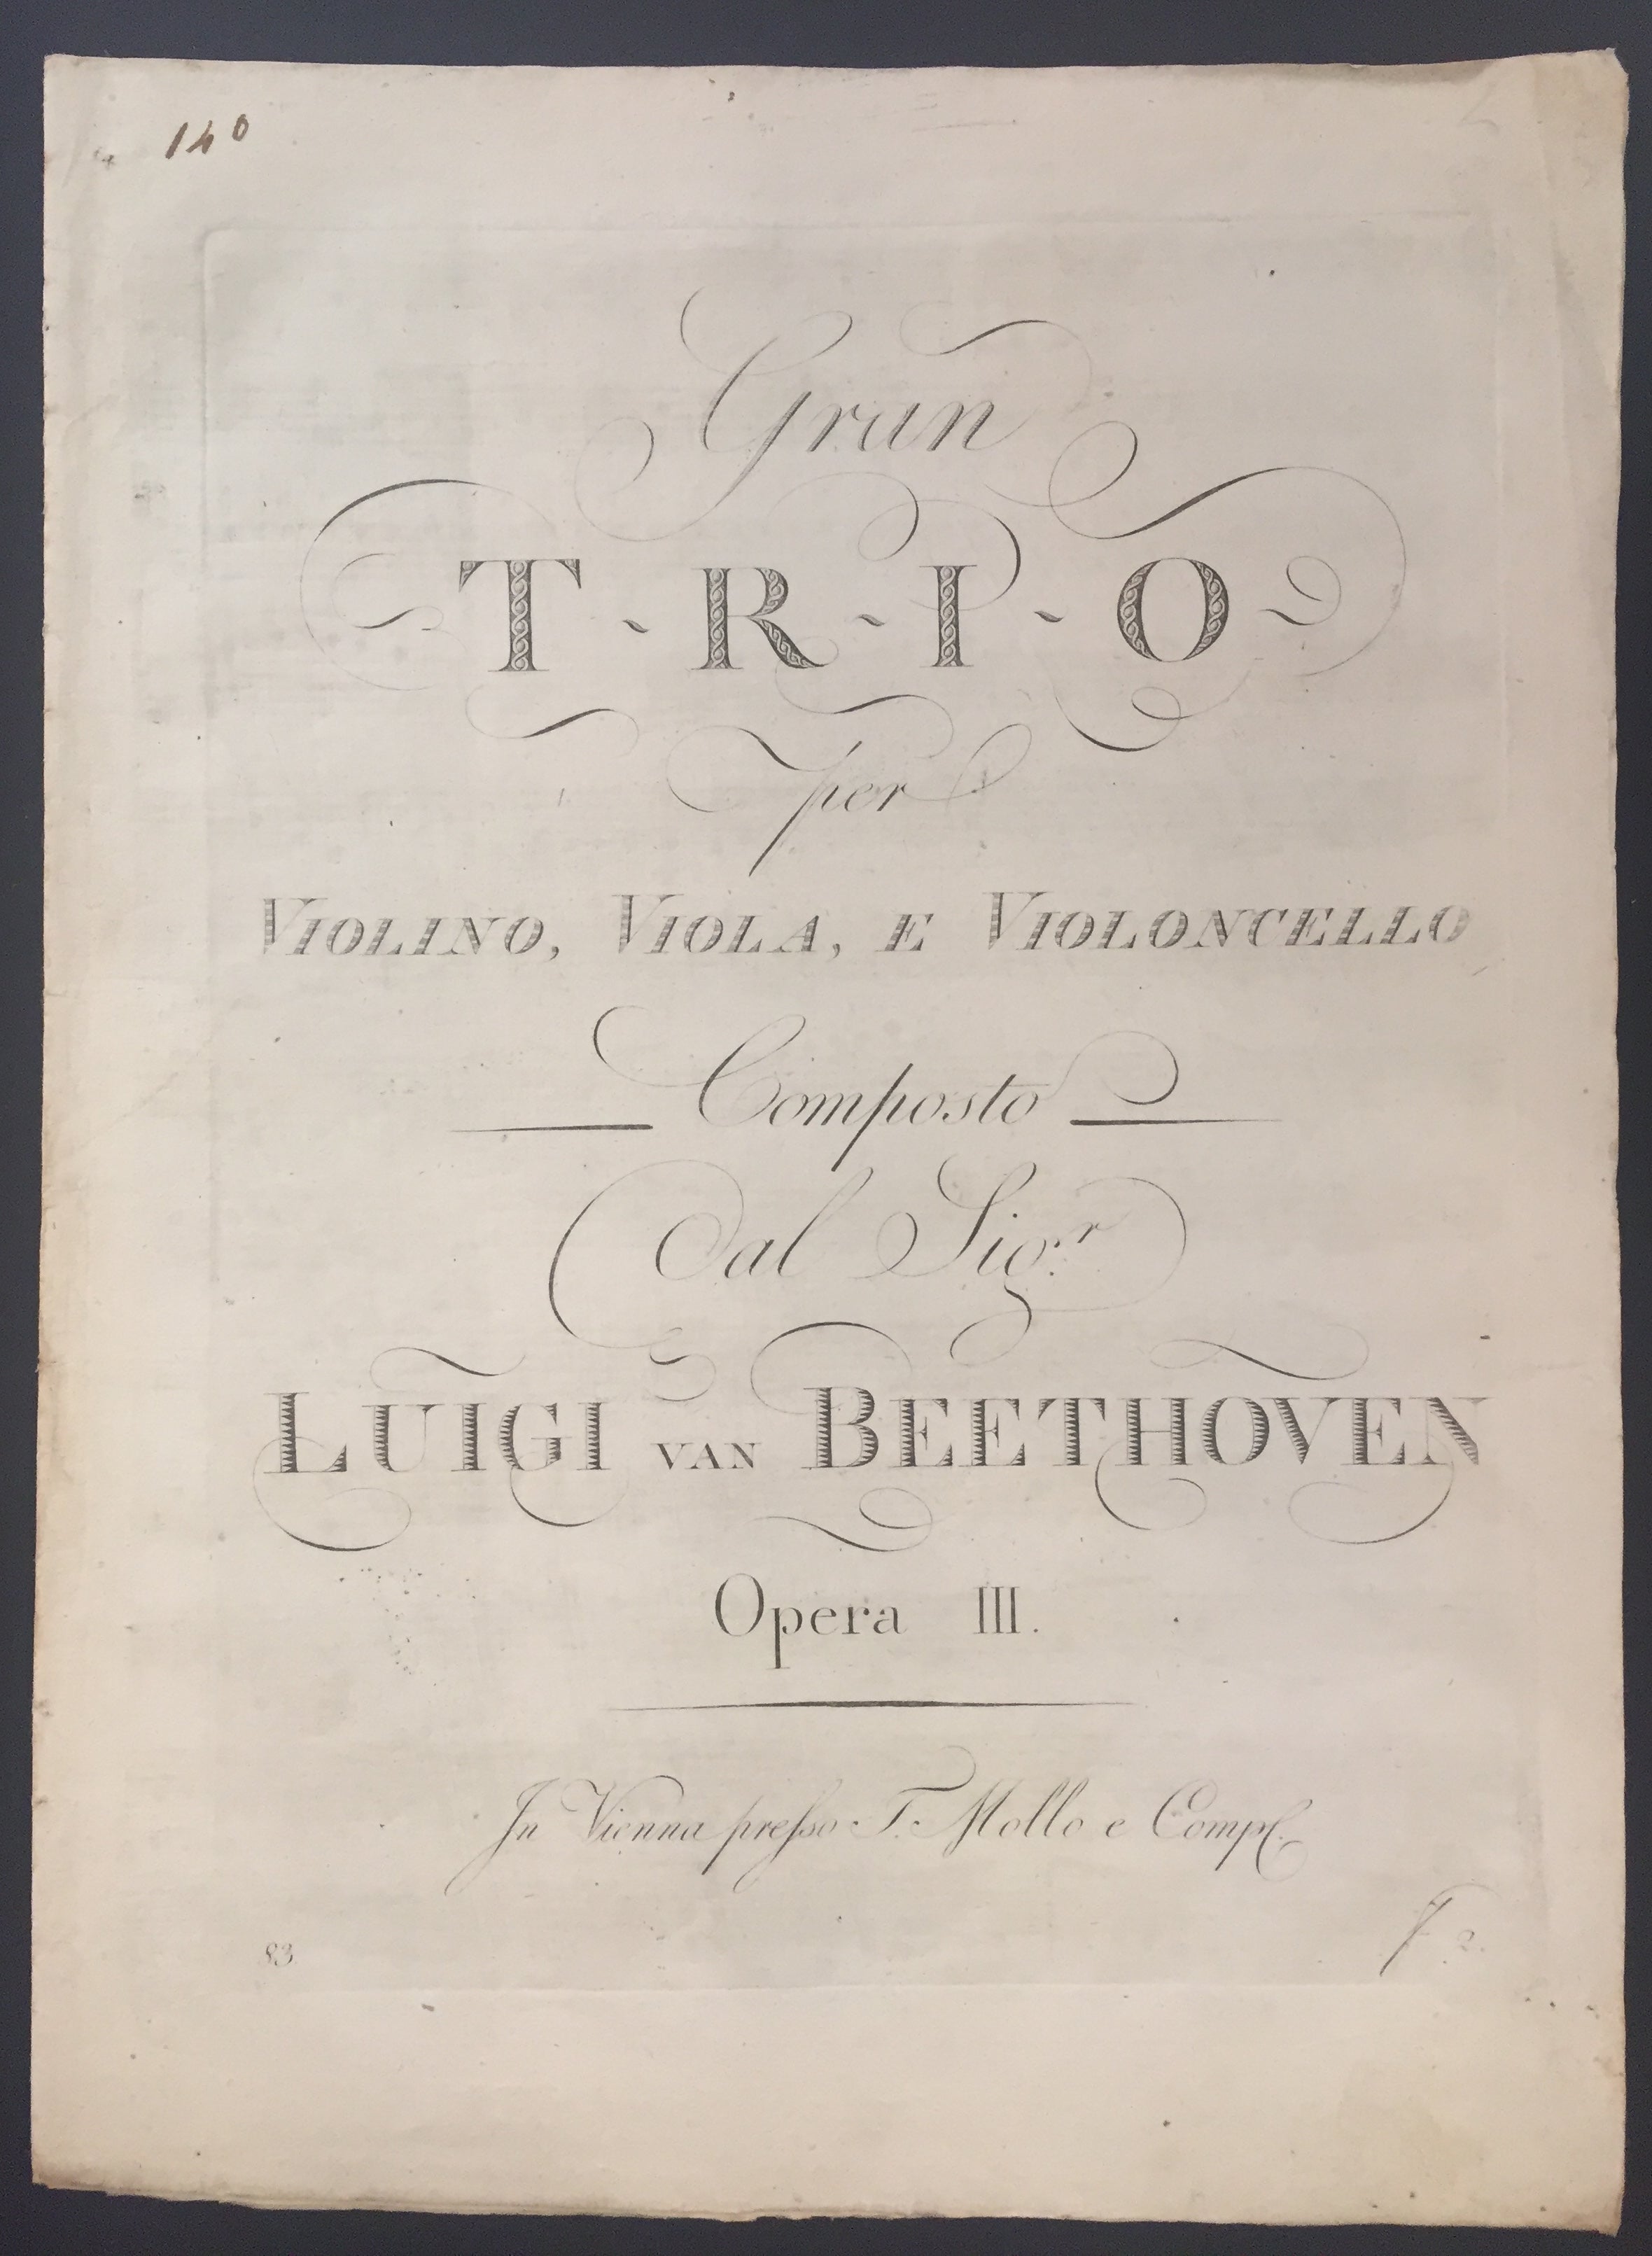 140
Gran
T-R-I-O
per
VIOLINO, VIOLA, E VIOLONCELLO
Composto
Dal Sig.r
LUIGI VAN BEETHOVEN
Opera III.
In Vienna presso T. Mollo e Comp.
83. f 2.